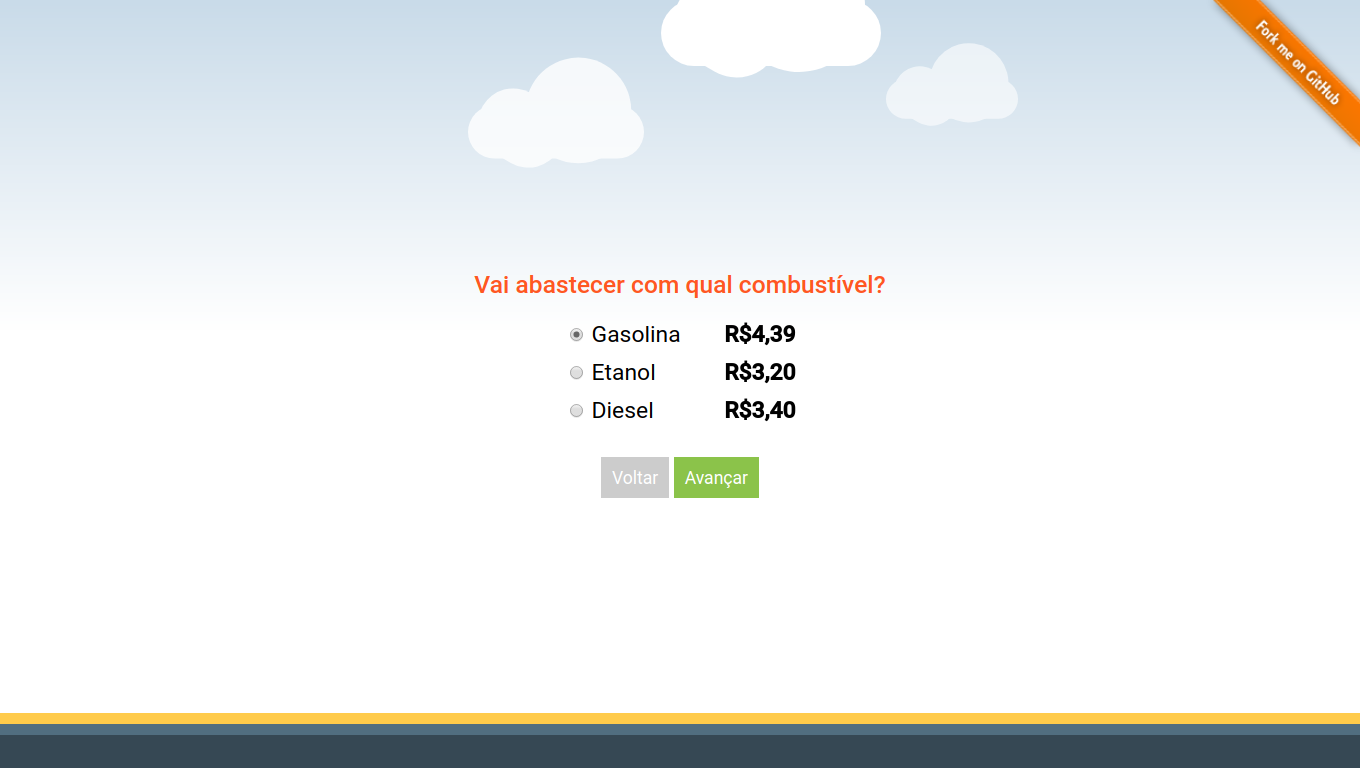 Fork me on GitHub
Vai abastecer com qual combustível?
Gasolina R$4,39
Etanol R$3,20
Diesel R$3,40
Voltar Avançar